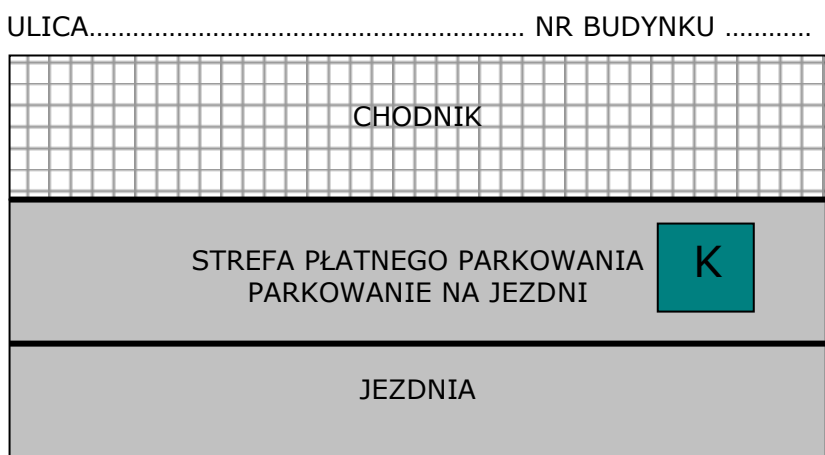 ULICA............................................................ NR BUDYNKU ............
CHODNIK
STREFA PŁATNEGO PARKOWANIA K
PARKOWANIE NA JEZDNI
JEZDNIA